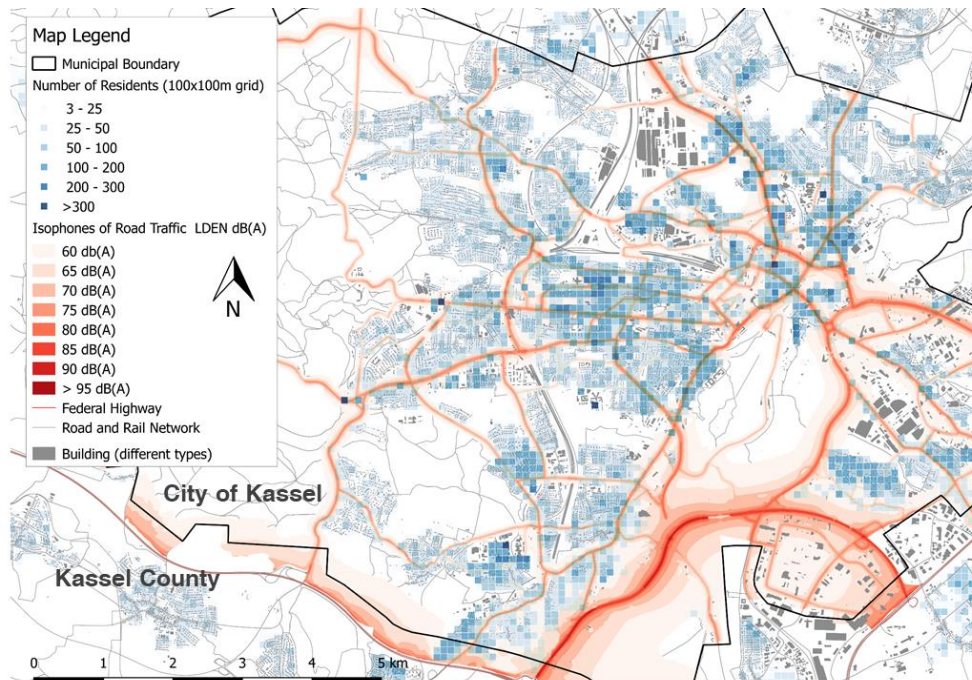 Map Legend
Municipal Boundary
Number of Residents (100x100m grid)
3 - 25
25 - 50
50 - 100
100 - 200
200 - 300
>300
Isophones of Road Traffic LDEN dB(A)
60 db(A)
65 dB(A)
70 dB(A)
75 dB(A)
80 dB(A)
85 dB(A)
90 dB(A)
> 95 dB(A)
Federal Highway
Road and Rail Network
Building (different types)
N
City of Kassel
Kassel County
0 1 2 3 4 5 km